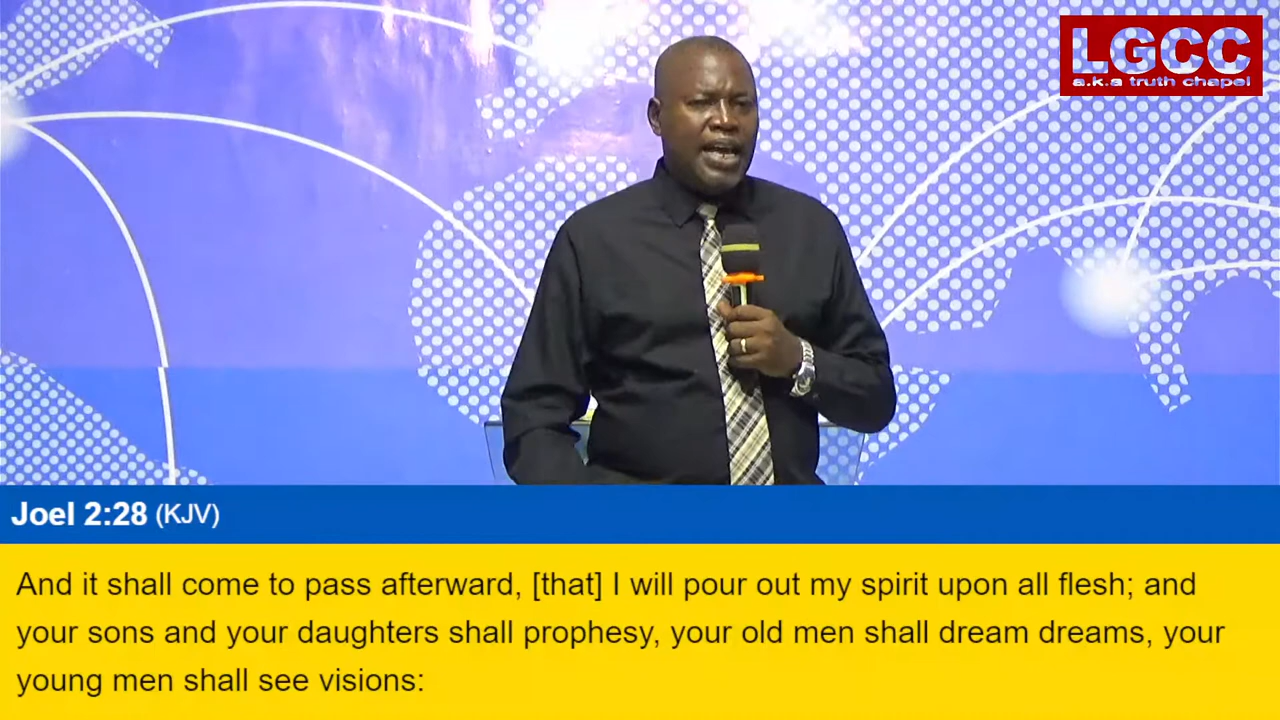 LGCC
a.k.a truth chapel
Joel 2:28 (KJV)
And it shall come to pass afterward, [that] I will pour out my spirit upon all flesh; and
your sons and your daughters shall prophesy, your old men shall dream dreams, your
young men shall see visions: